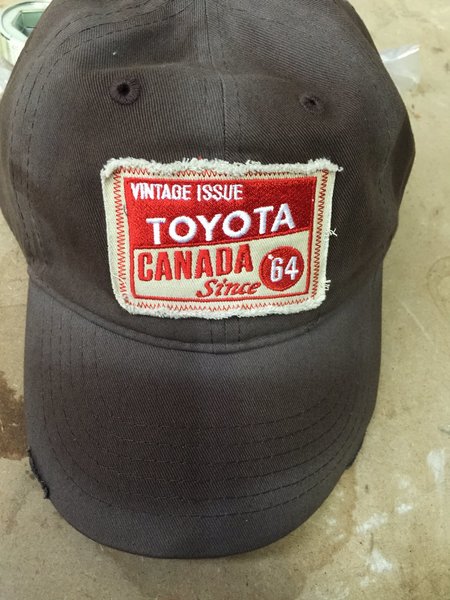 VINTAGE ISSUE
TOYOTA
CANADA
Since '64